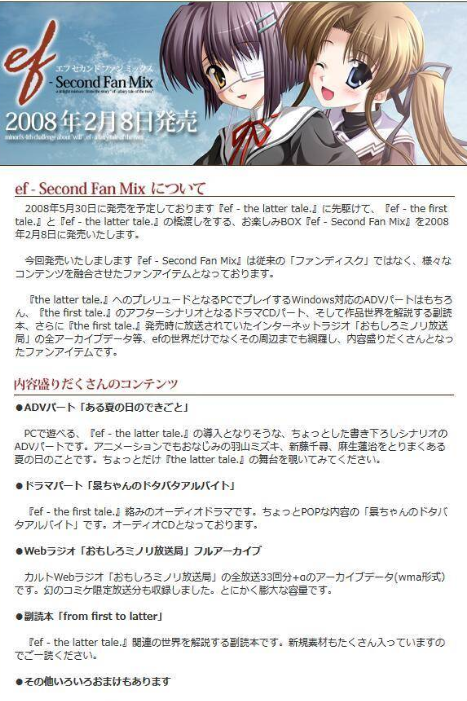 ef
エフ セカンド ファン ミックス
- Second Fan Mix
2008年2月8日発売
ef - Second Fan Mix について
2008年5月30日に発売を予定しております『ef - the latter tale.』に先駆けて、『ef - the first
tale.』と『ef - the latter tale.』の橋渡しをする、お楽しみBOX『ef - Second Fan Mix』を2008
年2月8日に発売いたします。
今回発売いたしまします『ef - Second Fan Mix』は従来の「ファンディスク」ではなく、様々な
コンテンツを融合させたファンアイテムとなっております。
『the latter tale.』へのプレリュードとなるPCでプレイするWindows対応のADVパートはもちろ
ん、『the first tale.』のアフターシナリオとなるドラマCDパート、そして作品世界を解説する副読
本、さらに『the first tale.』発売時に放送されていたインターネットラジオ「おもしろミノリ放送
局」の全アーカイブデータ等、efの世界だけでなくその周辺までも網羅し、内容盛りだくさんとなっ
たファンアイテムです。
内容盛りだくさんのコンテンツ
●ADVパート「ある夏の日のできごと」
PCで遊べる、『ef - the latter tale.』の導入となりそうな、ちょっとした書き下ろしシナリオの
ADVパートです。アニメーションでもおなじみの羽山ミズキ、新藤千尋、麻生蓮治をとりまくある
夏の日のことです。ちょっとだけ『the latter tale.』の舞台を覗いてみてください。
●ドラマパート「景ちゃんのドタバタアルバイト」
『ef - the first tale.』絡みのオーディオドラマです。ちょっとPOPな内容の「景ちゃんのドタバ
タアルバイト」です。オーディオCDとなっております。
●Webラジオ「おもしろミノリ放送局」フルアーカイブ
カルトWebラジオ「おもしろミノリ放送局」の全放送33回分+αのアーカイブデータ(wma形式)
です。幻のコミケ限定放送分も収録しました。とにかく膨大な容量です。
●副読本「from first to latter」
『ef - the latter tale.』関連の世界を解説する副読本です。新規素材もたくさん入っていますの
でご一読ください。
●その他いろいろおまけもあります